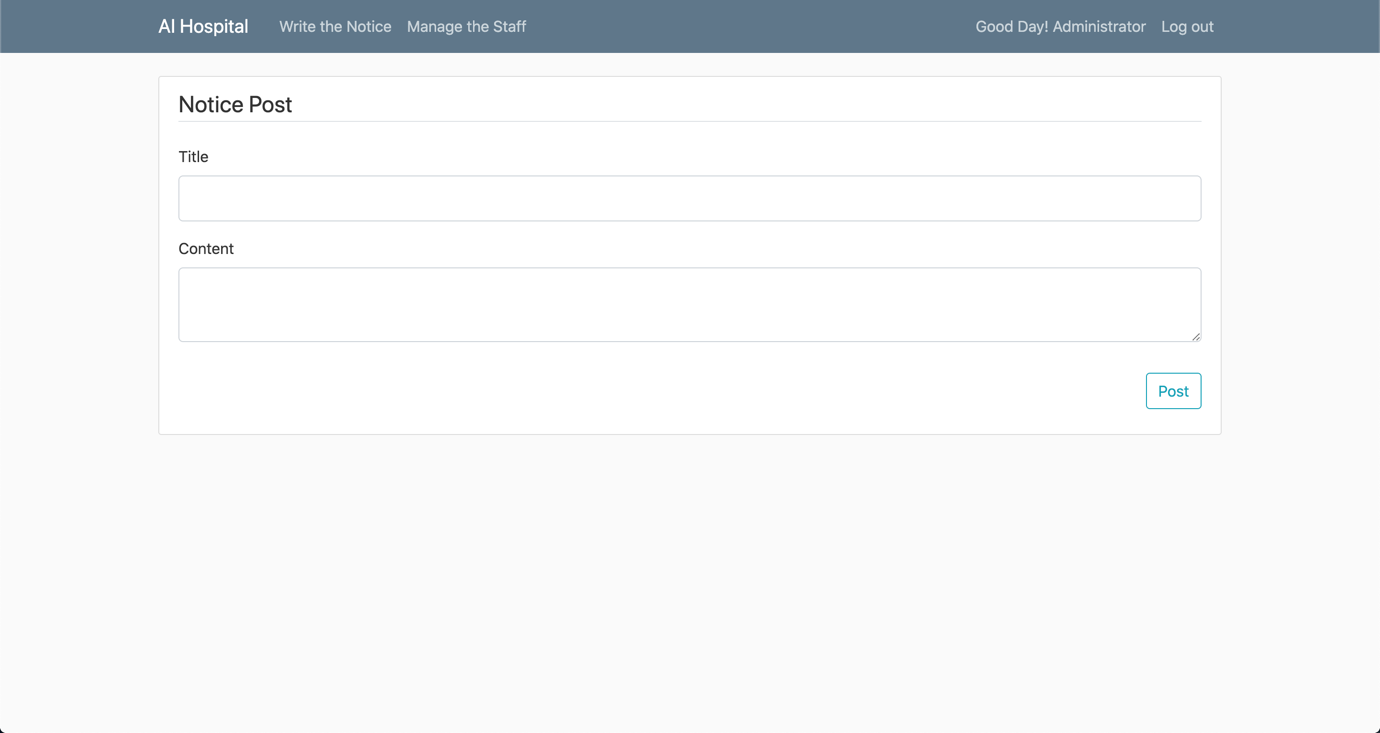 AI Hospital Write the Notice Manage the Staff Good Day! Administrator Log out
Notice Post
Title
Content
Post